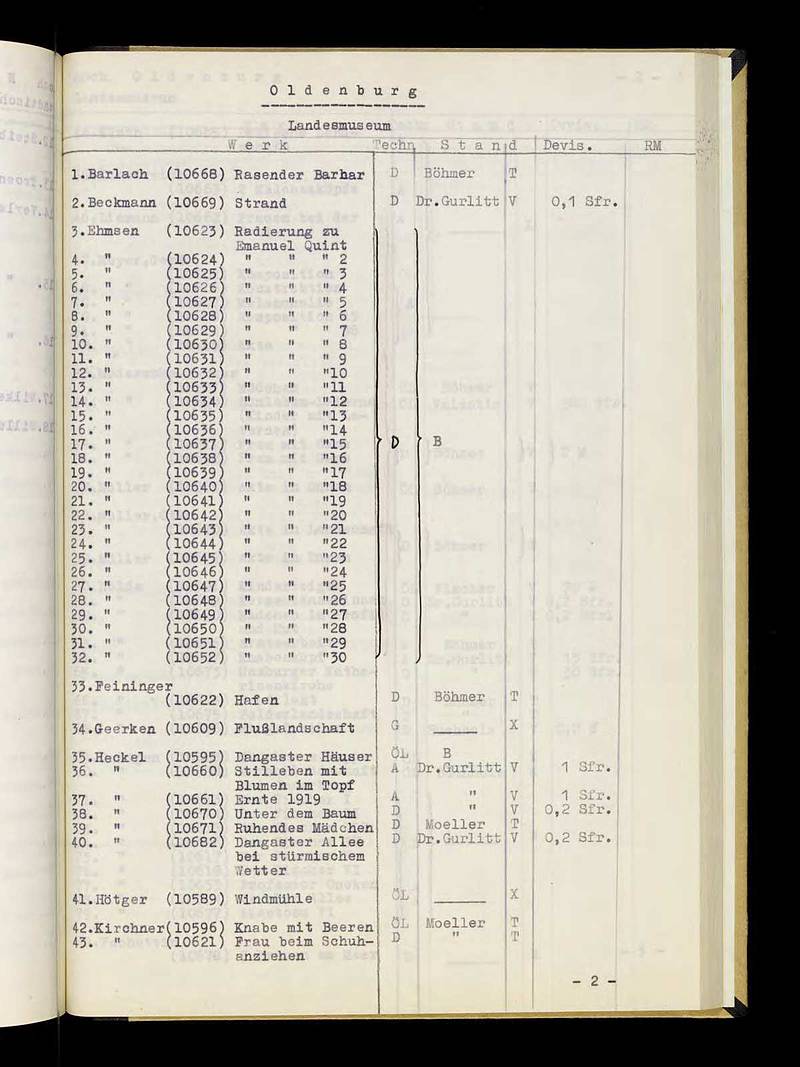 Oldenburg
Landesmuseum
Werk Techn Stand Devis. RM
1.Barlach (10668) Rasender Barhar D Böhmer T
2.Beckmann (10669) Strand D Dr.Gurlitt V 0,1 Sfr.
3.Ehmsen (10623) Radierung zu
Emanuel Quint
4. " (10624) " " " 2
5. " (10625) " " " 3
6. " (10626) " " " 4
7. " (10627) " " " 5
8. " (10628) " " " 6
9. " (10629) " " " 7
10. " (10630) " " " 8
11. " (10631) " " " 9
12. " (10632) " " "10
13. " (10633) " " "11
14. " (10634) " " "12
15. " (10635) " " "13
16. " (10636) " " "14
17. " (10637) " " "15 D B
18. " (10638) " " "16
19. " (10639) " " "17
20. " (10640) " " "18
21. " (10641) " " "19
22. " (10642) " " "20
23. " (10643) " " "21
24. " (10644) " " "22
25. " (10645) " " "23
26. " (10646) " " "24
27. " (10647) " " "25
28. " (10648) " " "26
29. " (10649) " " "27
30. " (10650) " " "28
31. " (10651) " " "29
32. " (10652) " " "30
33.Feininger
(10622) Hafen D Böhmer T
34.Geerken (10609) Flußlandschaft G _____ X
35.Heckel (10595) Dangaster Häuser ÖL B
36. " (10660) Stilleben mit A Dr.Gurlitt V 1 Sfr.
Blumen im Topf
37. " (10661) Ernte 1919 A " V 1 Sfr.
38. " (10670) Unter dem Baum D " V 0,2 Sfr.
39. " (10671) Ruhendes Mädchen D Moeller T
40. " (10682) Dangaster Allee D Dr.Gurlitt V 0,2 Sfr.
bei stürmischem
Wetter
41.Hötger (10589) Windmühle ÖL ______ X
42.Kirchner(10596) Knabe mit Beeren ÖL Moeller T
43. " (10621) Frau beim Schuh- D " T
anziehen
- 2 -